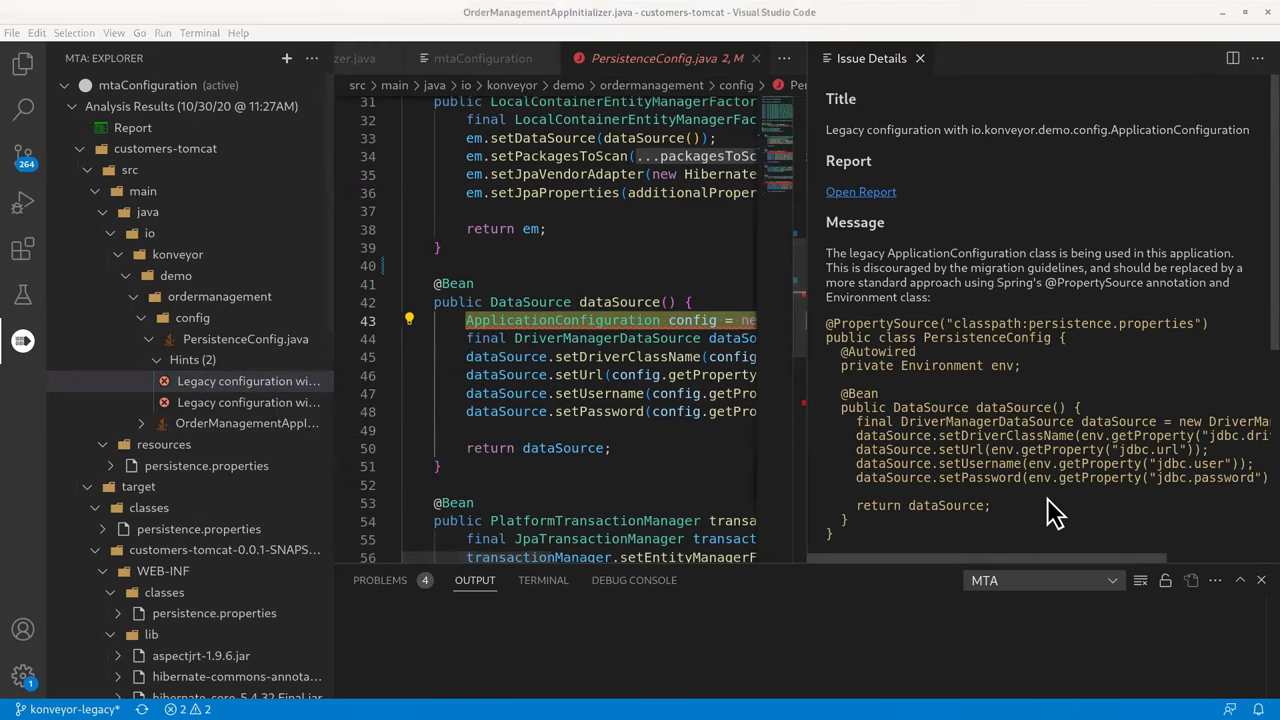 OrderManagementAppInitializer.java - customers-tomcat - Visual Studio Code
File Edit Selection View Go Run Terminal Help
MTA: EXPLORER
mtaConfiguration (active)
Analysis Results (10/30/20 @ 11:27AM)
Report
customers-tomcat
src
main
java
io
konveyor
demo
ordermanagement
config
PersistenceConfig.java
Hints (2)
Legacy configuration wi...
Legacy configuration wi...
OrderManagementAppI...
resources
persistence.properties
target
classes
persistence.properties
customers-tomcat-0.0.1-SNAPS...
WEB-INF
classes
persistence.properties
lib
aspectjrt-1.9.6.jar
hibernate-commons-annota...
hibernate-core-5.4.32.Final.jar
264
1
zer.java mtaConfiguration PersistenceConfig.java 2, M
src > main > java > io > konveyor > demo > ordermanagement > config > Per
31 public LocalContainerEntityManagerFactor
32 final LocalContainerEntityManagerFac
33 em.setDataSource(dataSource());
34 em.setPackagesToScan(...packagesToSc
35 em.setJpaVendorAdapter(new Hibernate
36 em.setJpaProperties(additionalProper
37
38 return em;
39 }
40
41 @Bean
42 public DataSource dataSource() {
43 ApplicationConfiguration config = ne
44 final DriverManagerDataSource dataSo
45 dataSource.setDriverClassName(config
46 dataSource.setUrl(config.getProperty
47 dataSource.setUsername(config.getPro
48 dataSource.setPassword(config.getPro
49
50 return dataSource;
51 }
52
53 @Bean
54 public PlatformTransactionManager transa
55 final JpaTransactionManager transact
56 transactionManager.setEntityManagerF
Issue Details
Title
Legacy configuration with io.konveyor.demo.config.ApplicationConfiguration
Report
Open Report
Message
The legacy ApplicationConfiguration class is being used in this application.
This is discouraged by the migration guidelines, and should be replaced by a
more standard approach using Spring's @PropertySource annotation and
Environment class:
@PropertySource("classpath:persistence.properties")
public class PersistenceConfig {
@Autowired
private Environment env;
@Bean
public DataSource dataSource() {
final DriverManagerDataSource dataSource = new DriverMana
dataSource.setDriverClassName(env.getProperty("jdbc.dri
dataSource.setUrl(env.getProperty("jdbc.url"));
dataSource.setUsername(env.getProperty("jdbc.user"));
dataSource.setPassword(env.getProperty("jdbc.password")
return dataSource;
}
}
PROBLEMS 4 OUTPUT TERMINAL DEBUG CONSOLE MTA
konveyor-legacy* 2 2